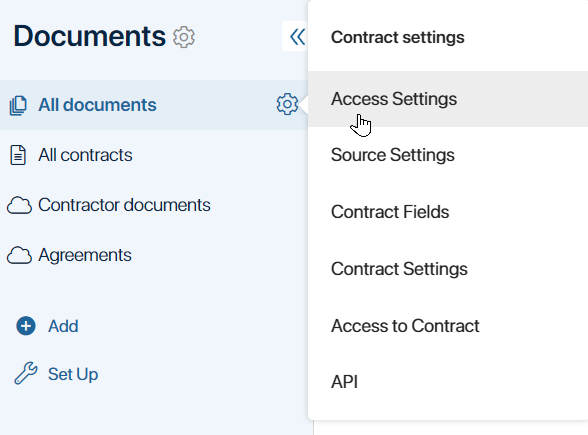 Documents
All documents
All contracts
Contractor documents
Agreements
Add
Set Up
Contract settings
Access Settings
Source Settings
Contract Fields
Contract Settings
Access to Contract
API